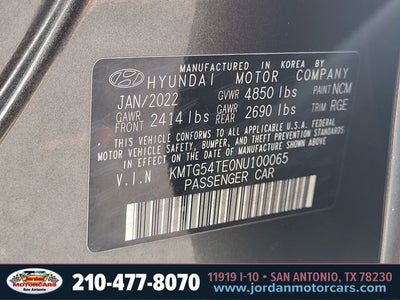 MANUFACTURED IN KOREA BY
HYUNDAI MOTOR COMPANY
JAN/2022 GVWR 4850 lbs PAINT NCM
GAWR FRONT 2414 lbs GAWR REAR 2690 lbs TRIM RGE
THIS VEHICLE CONFORMS TO ALL APPLICABLE U.S.A. FEDERAL
MOTOR VEHICLE SAFETY, BUMPER, AND THEFT PREVENTION
STANDARDS IN EFFECT ON THE DATE OF MANUFACTURE SHOWN ABOVE.
V.I.N KMTG54TE0NU100065
PASSENGER CAR
Jordan
MOTORCARS
San Antonio
210-477-8070
11919 I-10 • SAN ANTONIO, TX 78230
www.jordanmotorcars.com